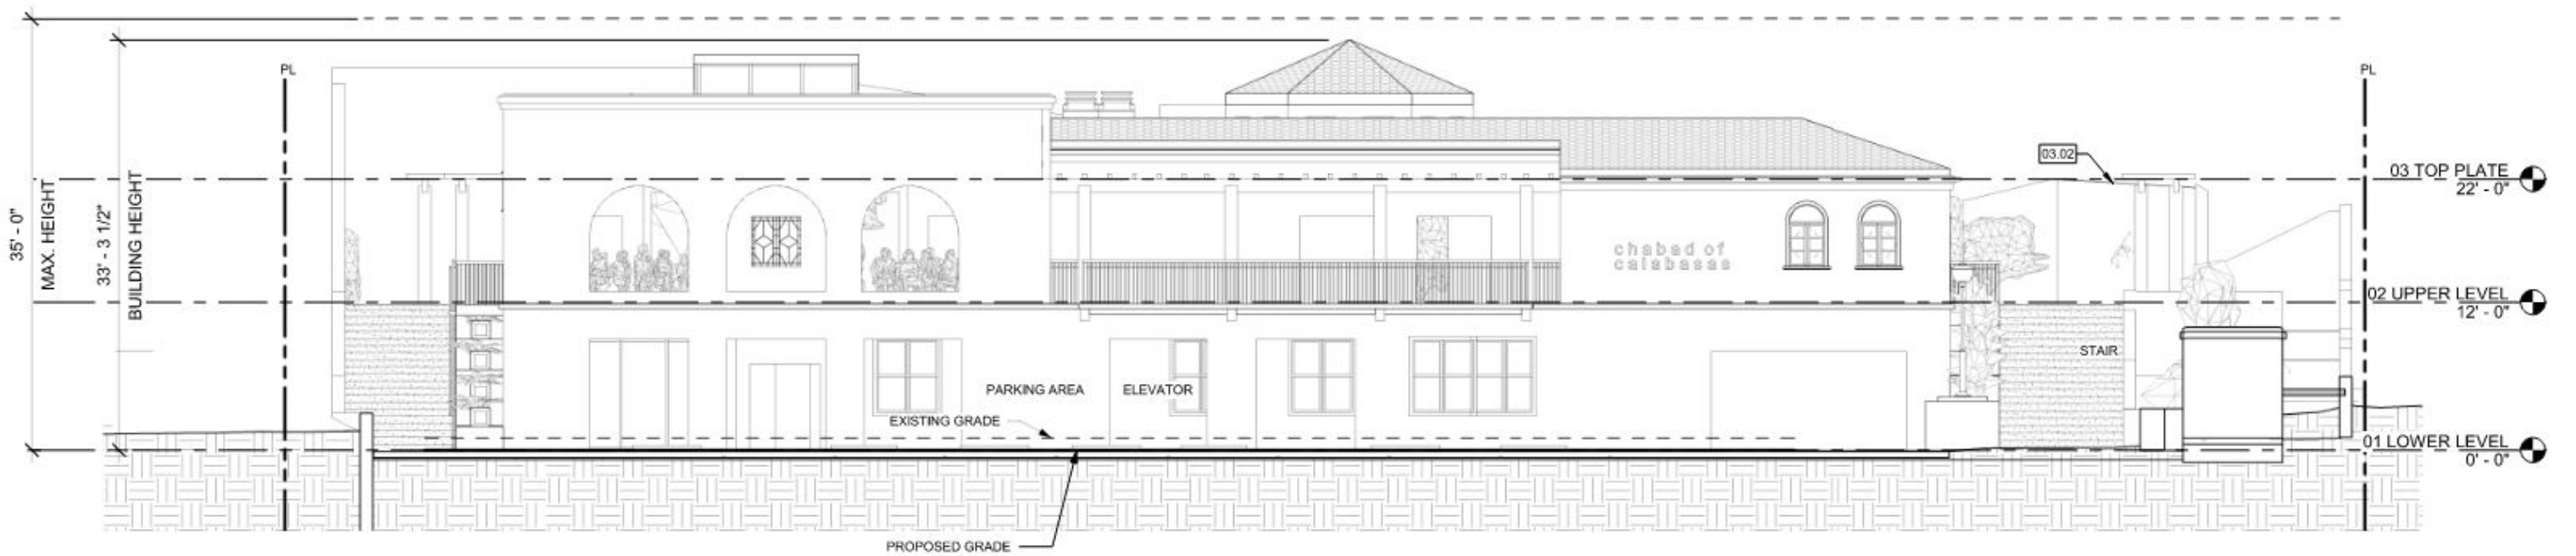 PL
PL
35' - 0"
MAX. HEIGHT
33' - 3 1/2"
BUILDING HEIGHT
03.02
03 TOP PLATE
22' - 0"
chabad of
calabasas
02 UPPER LEVEL
12' - 0"
STAIR
PARKING AREA
ELEVATOR
EXISTING GRADE
01 LOWER LEVEL
0' - 0"
PROPOSED GRADE